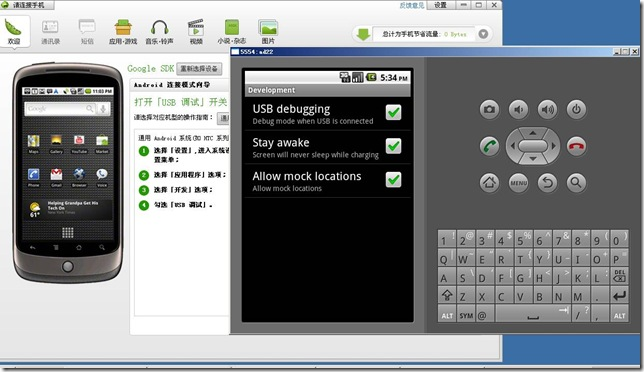 请连接手机
反馈意见
设置
欢迎
通讯录
短信
应用·游戏
音乐·铃声
视频
小说·杂志
图片
总计为手机节省流量: 0 Bytes
Google SDK
重新选择设备
Android 连接模式向导
打开「USB 调试」开关
请选择对应机型的操作指南:
通用 Android 系统(如 HTC 系列
1 选择「设置」,进入系统设
置菜单;
2 选择「应用程序」选项;
3 选择「开发」选项;
4 勾选「USB 调试」。
11:03 PM
Google
Maps
Gallery
YouTube
Market
Phone
Gmail
Browser
Voice
61°
Helping Grandpa Get His
Tech On
New York Times
5554: ad22
3G
5:34 PM
Development
USB debugging
Debug mode when USB is connected
Stay awake
Screen will never sleep while charging
Allow mock locations
Allow mock locations
MENU
1 ! 2 @ 3 # 4 $ 5 % 6 ^ 7 & 8 * 9 ( 0 )
Q W E R T Y U I O P
A S D F G H J K L DEL
Z X C V B N M .
ALT SYM @ / ? , ALT